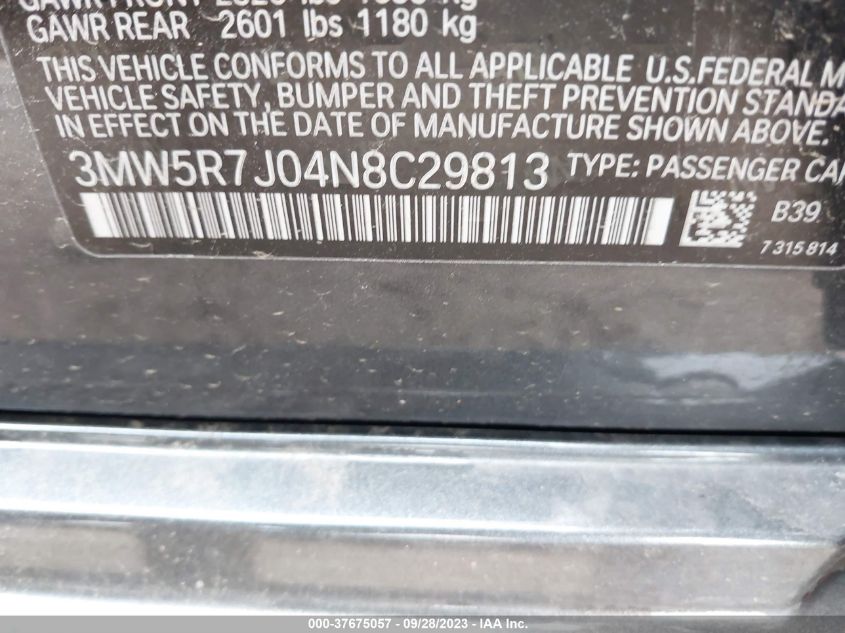 GAWR FRONT
GAWR REAR 2601 lbs 1180 kg
THIS VEHICLE CONFORMS TO ALL APPLICABLE U.S.FEDERAL M
VEHICLE SAFETY, BUMPER AND THEFT PREVENTION STANDA
IN EFFECT ON THE DATE OF MANUFACTURE SHOWN ABOVE.
3MW5R7J04N8C29813 TYPE: PASSENGER CA
B39
7 315 814
000-37675057 - 09/28/2023 - IAA Inc.